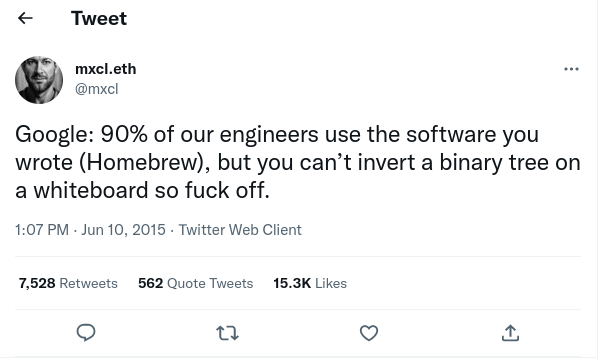 Tweet
mxcl.eth
@mxcl
Google: 90% of our engineers use the software you
wrote (Homebrew), but you can’t invert a binary tree on
a whiteboard so fuck off.
1:07 PM · Jun 10, 2015 · Twitter Web Client
7,528 Retweets 562 Quote Tweets 15.3K Likes